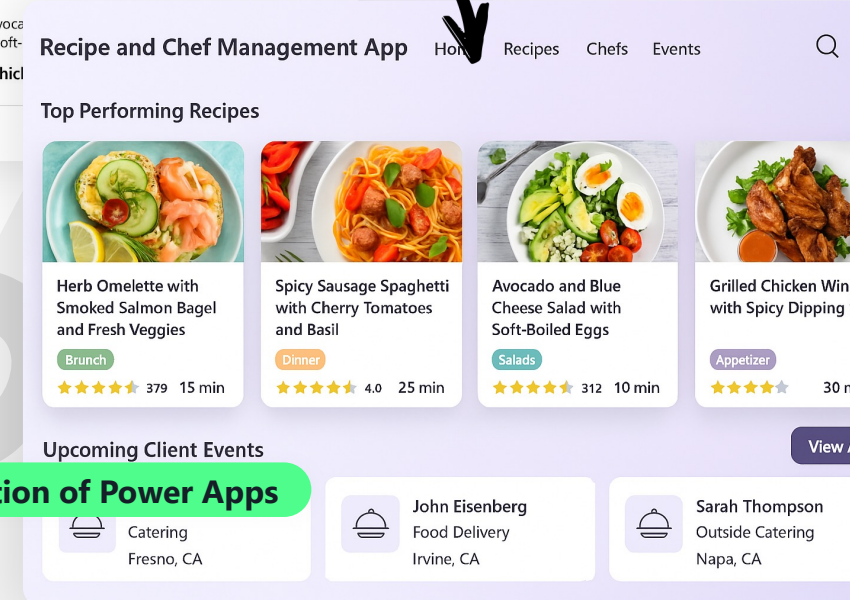 Recipe and Chef Management App
Recipes
Chefs
Events
Top Performing Recipes
Herb Omelette with
Smoked Salmon Bagel
and Fresh Veggies
Brunch
379 15 min
Spicy Sausage Spaghetti
with Cherry Tomatoes
and Basil
Dinner
4.0 25 min
Avocado and Blue
Cheese Salad with
Soft-Boiled Eggs
Salads
312 10 min
Grilled Chicken Win
with Spicy Dipping
Appetizer
30
Upcoming Client Events
View
tion of Power Apps
Catering
Fresno, CA
John Eisenberg
Food Delivery
Irvine, CA
Sarah Thompson
Outside Catering
Napa, CA